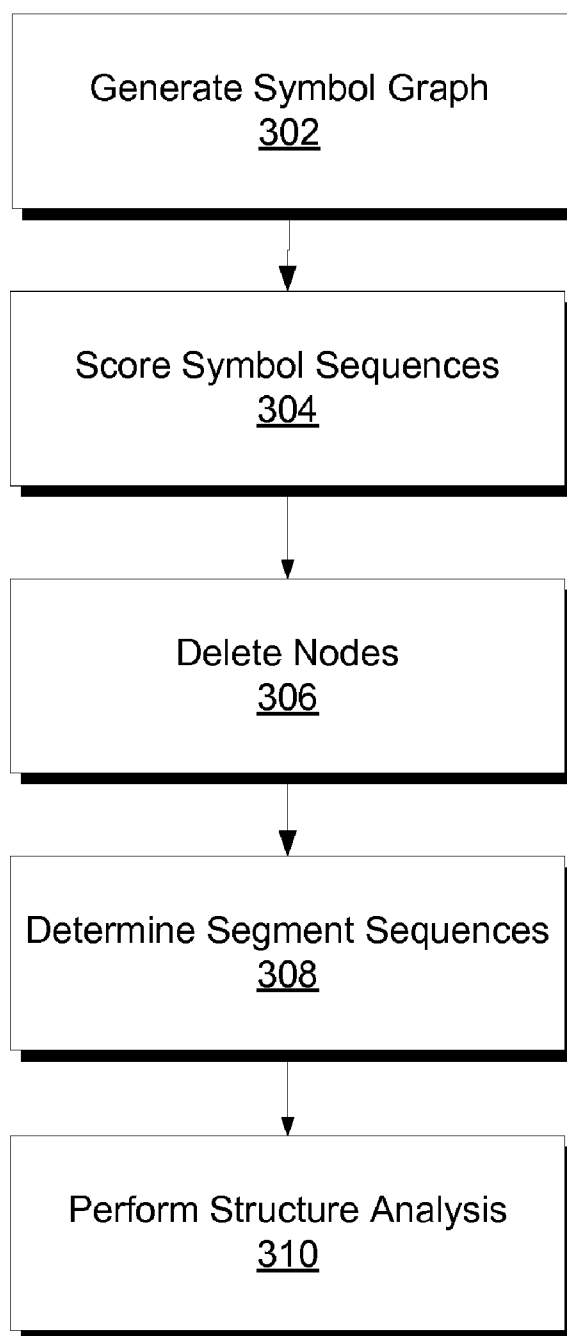 Generate Symbol Graph
302
Score Symbol Sequences
304
Delete Nodes
306
Determine Segment Sequences
308
Perform Structure Analysis
310